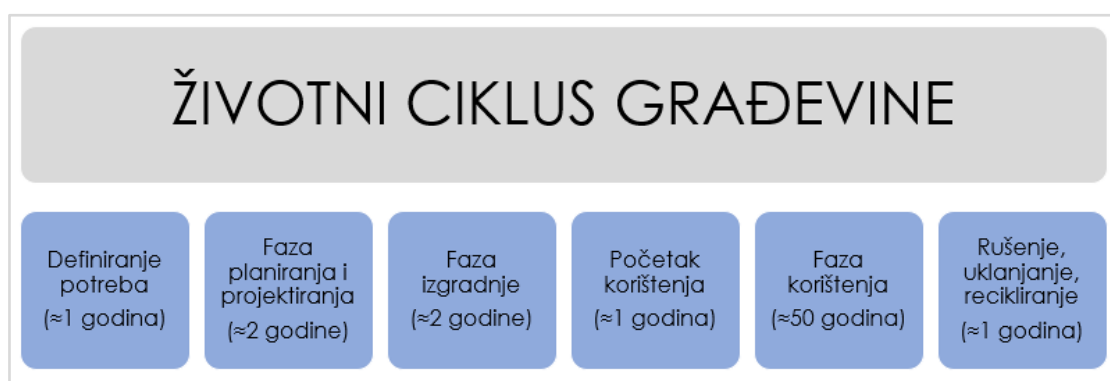 ŽIVOTNI CIKLUS GRAĐEVINE
Definiranje
potreba
(≈1 godina)
Faza
planiranja i
projektiranja
(≈2 godine)
Faza
izgradnje
(≈2 godine)
Početak
korištenja
(≈1 godina)
Faza
korištenja
(≈50 godina)
Rušenje,
uklanjanje,
recikliranje
(≈1 godina)